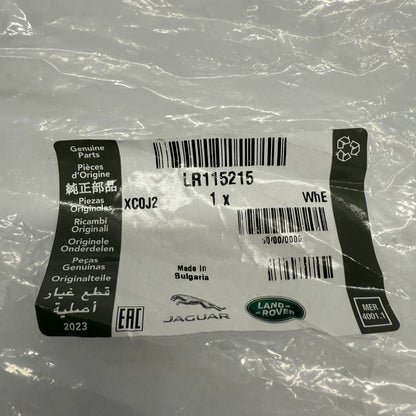 Genuine
Parts
Pièces
d'Origine
純正部品
Piezas
Originales
Ricambi
Originali
Originele
Onderdelen
Peças
Genuinas
Originalteile
قطع غيار
أصلية
2023
LR115215
XC0J2
1 x
WhE
00/00/0000
Made in
Bulgaria
EAC
JAGUAR
LAND-
ROVER
MER
4001.1